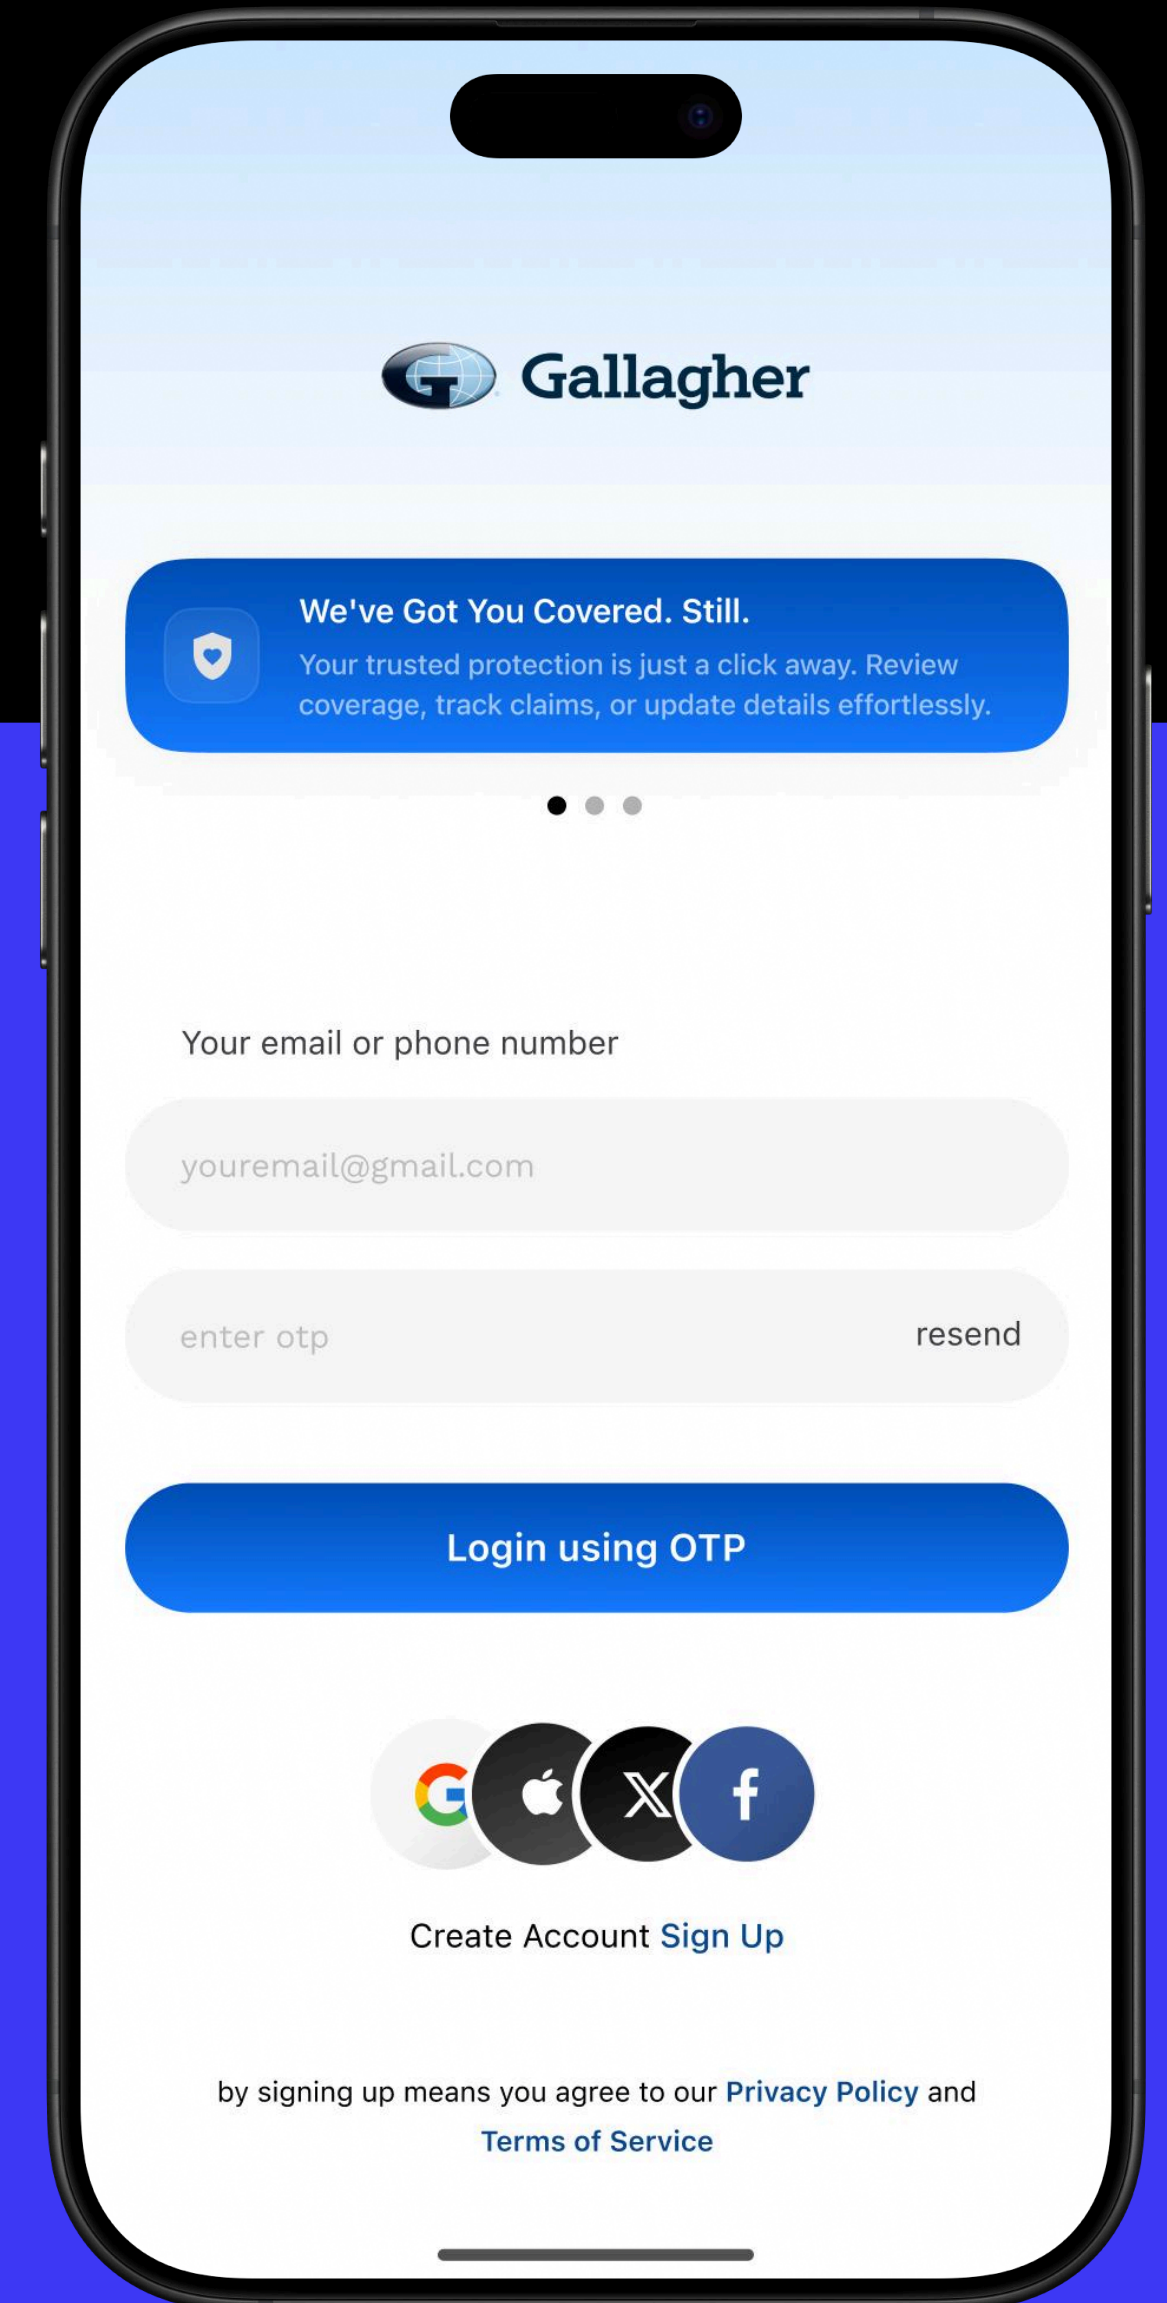 Gallagher
We've Got You Covered. Still.
Your trusted protection is just a click away. Review
coverage, track claims, or update details effortlessly.
Your email or phone number
youremail@gmail.com
enter otp resend
Login using OTP
Create Account Sign Up
by signing up means you agree to our Privacy Policy and
Terms of Service